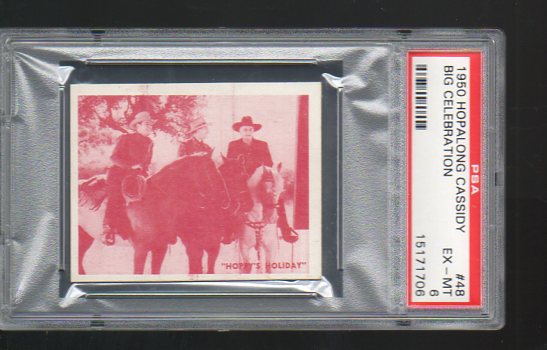 1950 HOPALONG CASSIDY #48
BIG CELEBRATION EX-MT
6
15171706
PSA
"HOPPY'S HOLIDAY"